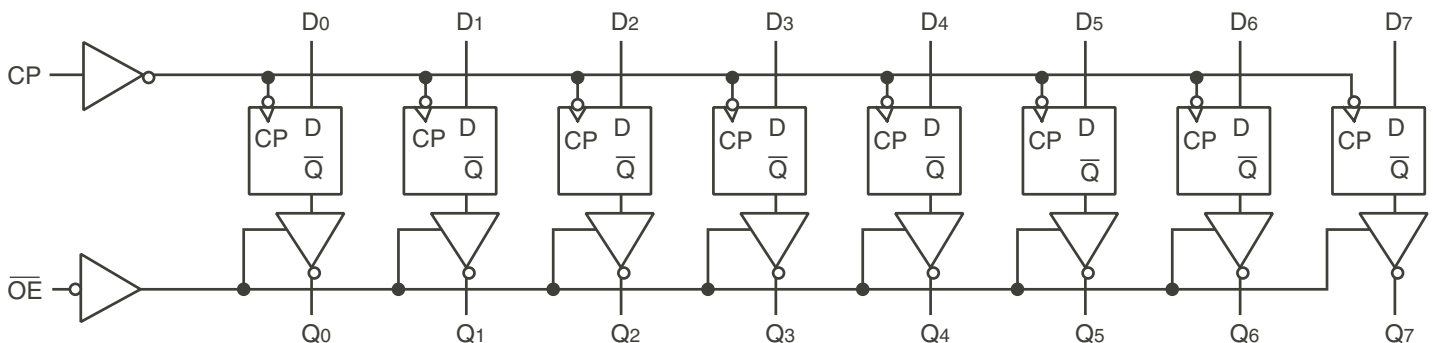 D0 D1 D2 D3 D4 D5 D6 D7
CP
CP D CP D CP D CP D CP D CP D CP D CP D
Q̅ Q̅ Q̅ Q̅ Q̅ Q̅ Q̅ Q̅
O̅E̅
Q0 Q1 Q2 Q3 Q4 Q5 Q6 Q7